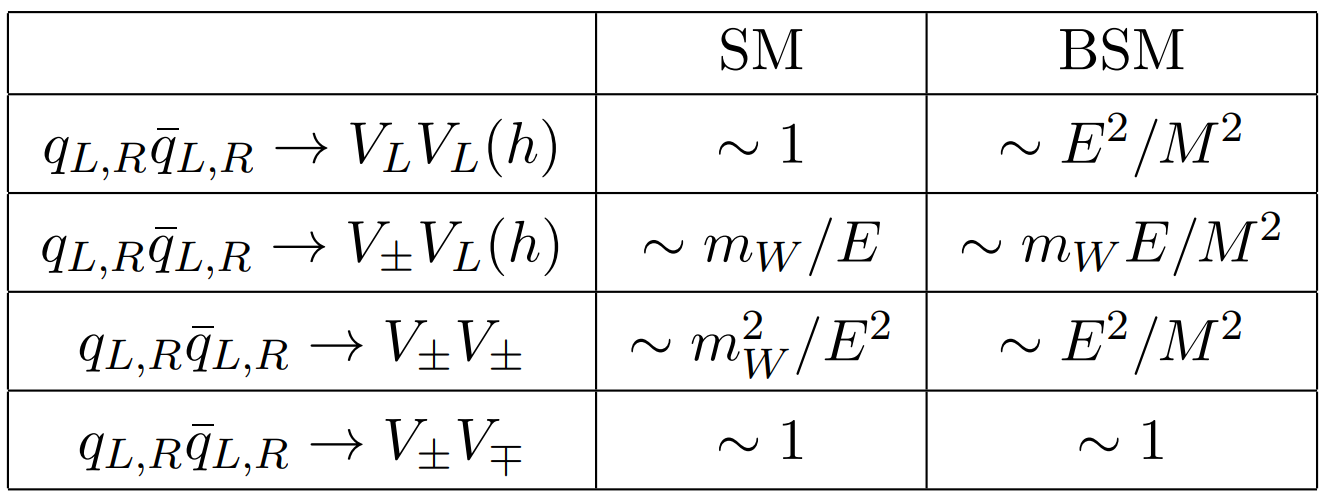 SM BSM
q_{L,R} q̄_{L,R} → V_L V_L(h) ∼ 1 ∼ E²/M²
q_{L,R} q̄_{L,R} → V_± V_L(h) ∼ m_W/E ∼ m_W E/M²
q_{L,R} q̄_{L,R} → V_± V_± ∼ m_W²/E² ∼ E²/M²
q_{L,R} q̄_{L,R} → V_± V_∓ ∼ 1 ∼ 1